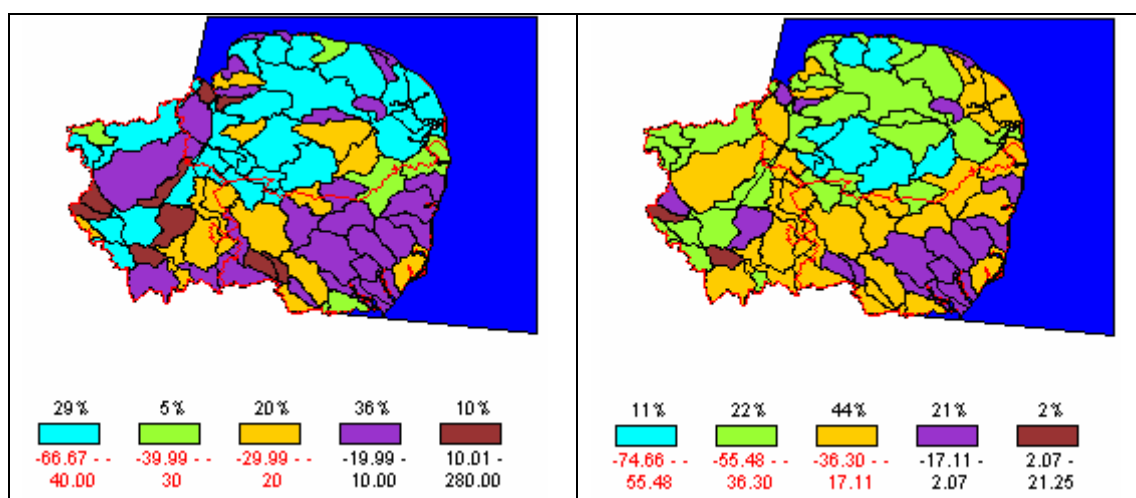 29% 5% 20% 36% 10%
-66.67 - - -39.99 - - -29.99 - - -19.99 - 10.01 -
40.00 30 20 10.00 280.00
11% 22% 44% 21% 2%
-74.66 - - -55.48 - - -36.30 - - -17.11 - 2.07 -
55.48 36.30 17.11 2.07 21.25